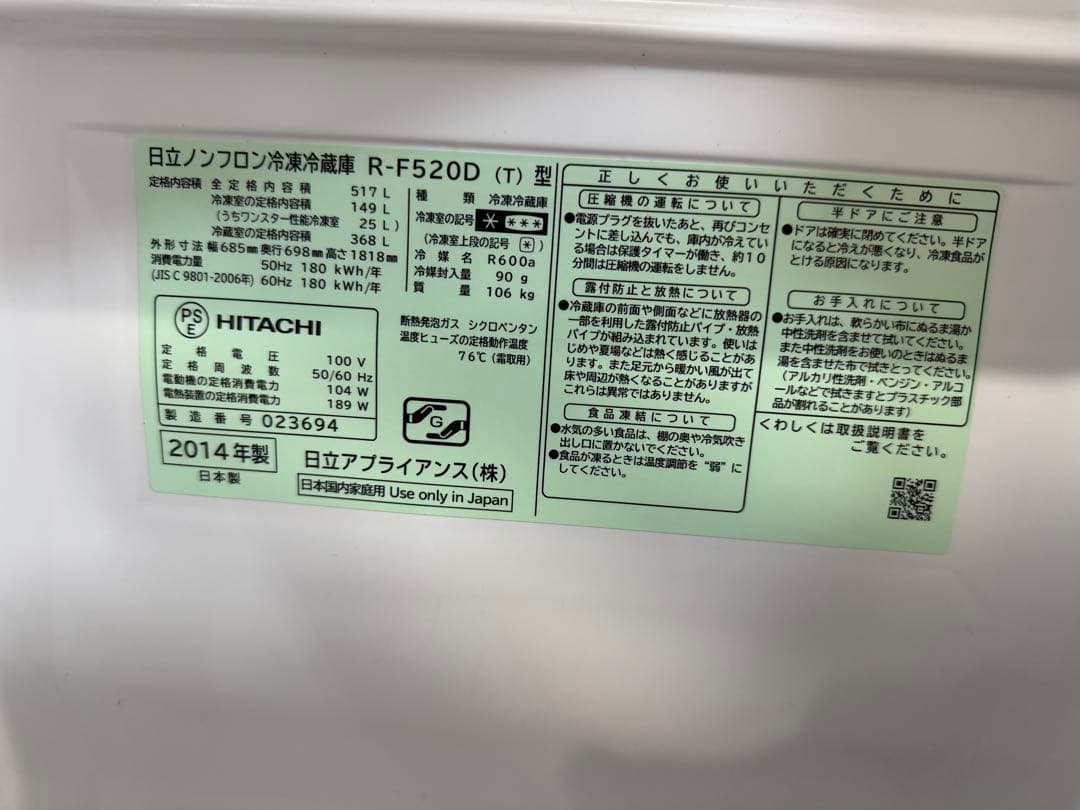 日立ノンフロン冷凍冷蔵庫 R-F520D (T) 型
定格内容積 全定格内容積 517 L
冷凍室の定格内容積 149 L
(うちワンスター性能冷凍室 25 L)
冷蔵室の定格内容積 368 L
外形寸法 幅685㎜ 奥行698㎜ 高さ1818㎜
消費電力量 50Hz 180 kWh/年
(JIS C 9801-2006年) 60Hz 180 kWh/年
種類 冷凍冷蔵庫
冷凍室の記号 * ***
(冷凍室上段の記号 *)
冷媒名 R600a
冷媒封入量 90 g
質量 106 kg
PS
E
HITACHI
定格電圧 100 V
定格周波数 50/60 Hz
電動機の定格消費電力 104 W
電熱装置の定格消費電力 189 W
製造番号 023694
2014年製
日本製
断熱発泡ガス シクロペンタン
温度ヒューズの定格動作温度
76℃(霜取用)
G
日立アプライアンス(株)
日本国内家庭用 Use only in Japan
正しくお使いいただくために
圧縮機の運転について
●電源プラグを抜いたあと、再びコンセ
ントに差し込んでも、庫内が冷えてい
る場合は保護タイマーが働き、約10
分間は圧縮機の運転をしません。
露付防止と放熱について
●冷蔵庫の前面や側面などに放熱器の
一部を利用した露付防止パイプ・放熱
パイプが組み込まれています。使いは
じめや夏場などは熱く感じることがあ
ります。また足元から暖かい風が出て
床や周辺が熱くなることがありますが
これらは異常ではありません。
食品凍結について
●水気の多い食品は、棚の奥や冷気吹き
出し口に置かないでください。
●食品が凍るときは温度調節を“弱”に
してください。
半ドアにご注意
●ドアは確実に閉めてください。半ドア
になると冷えが悪くなり、冷凍食品が
とける原因になります。
お手入れについて
●お手入れは、軟らかい布にぬるま湯か
中性洗剤を含ませて拭いてください。
また中性洗剤をお使いのときはぬるま
湯を含ませた布で拭きとってください。
(アルカリ性洗剤・ベンジン・アルコ
ールなどで拭きますとプラスチック部
品が割れることがあります)
くわしくは取扱説明書を
ご覧ください。